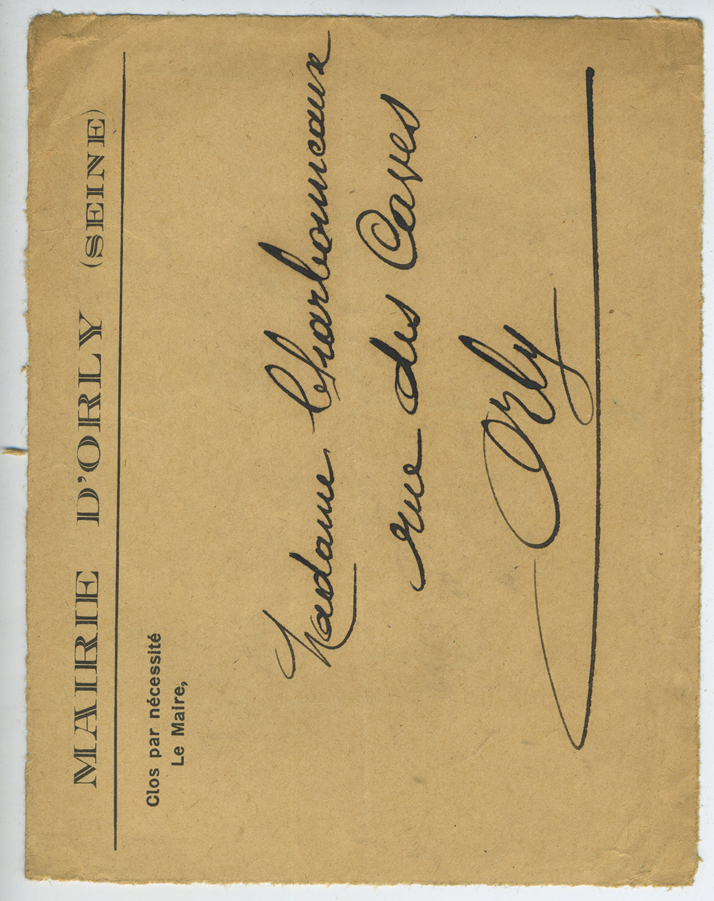 MAIRIE D'ORLY (SEINE)
Clos par nécessité
Le Maire,
Madame Charbonneaux
rue des Caves
Orly